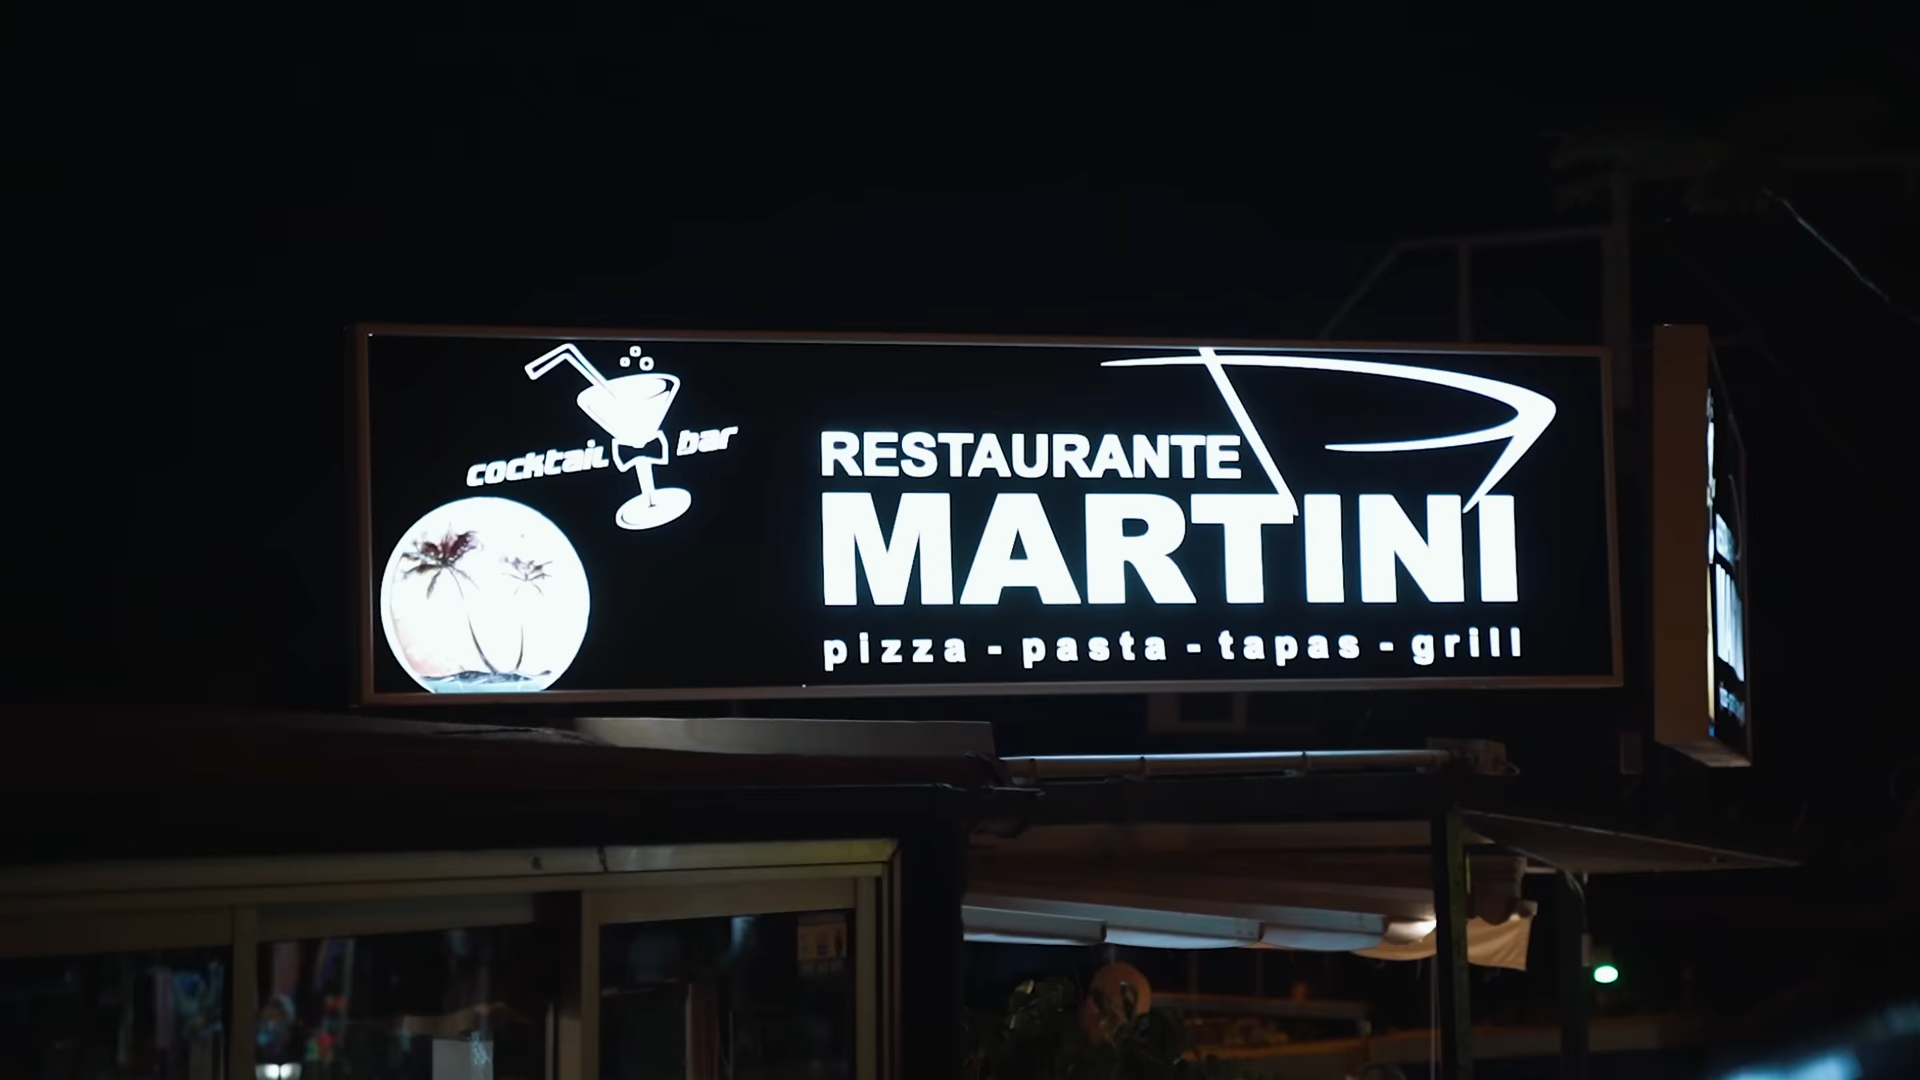 cocktail bar
RESTAURANTE
MARTINI
pizza - pasta - tapas - grill